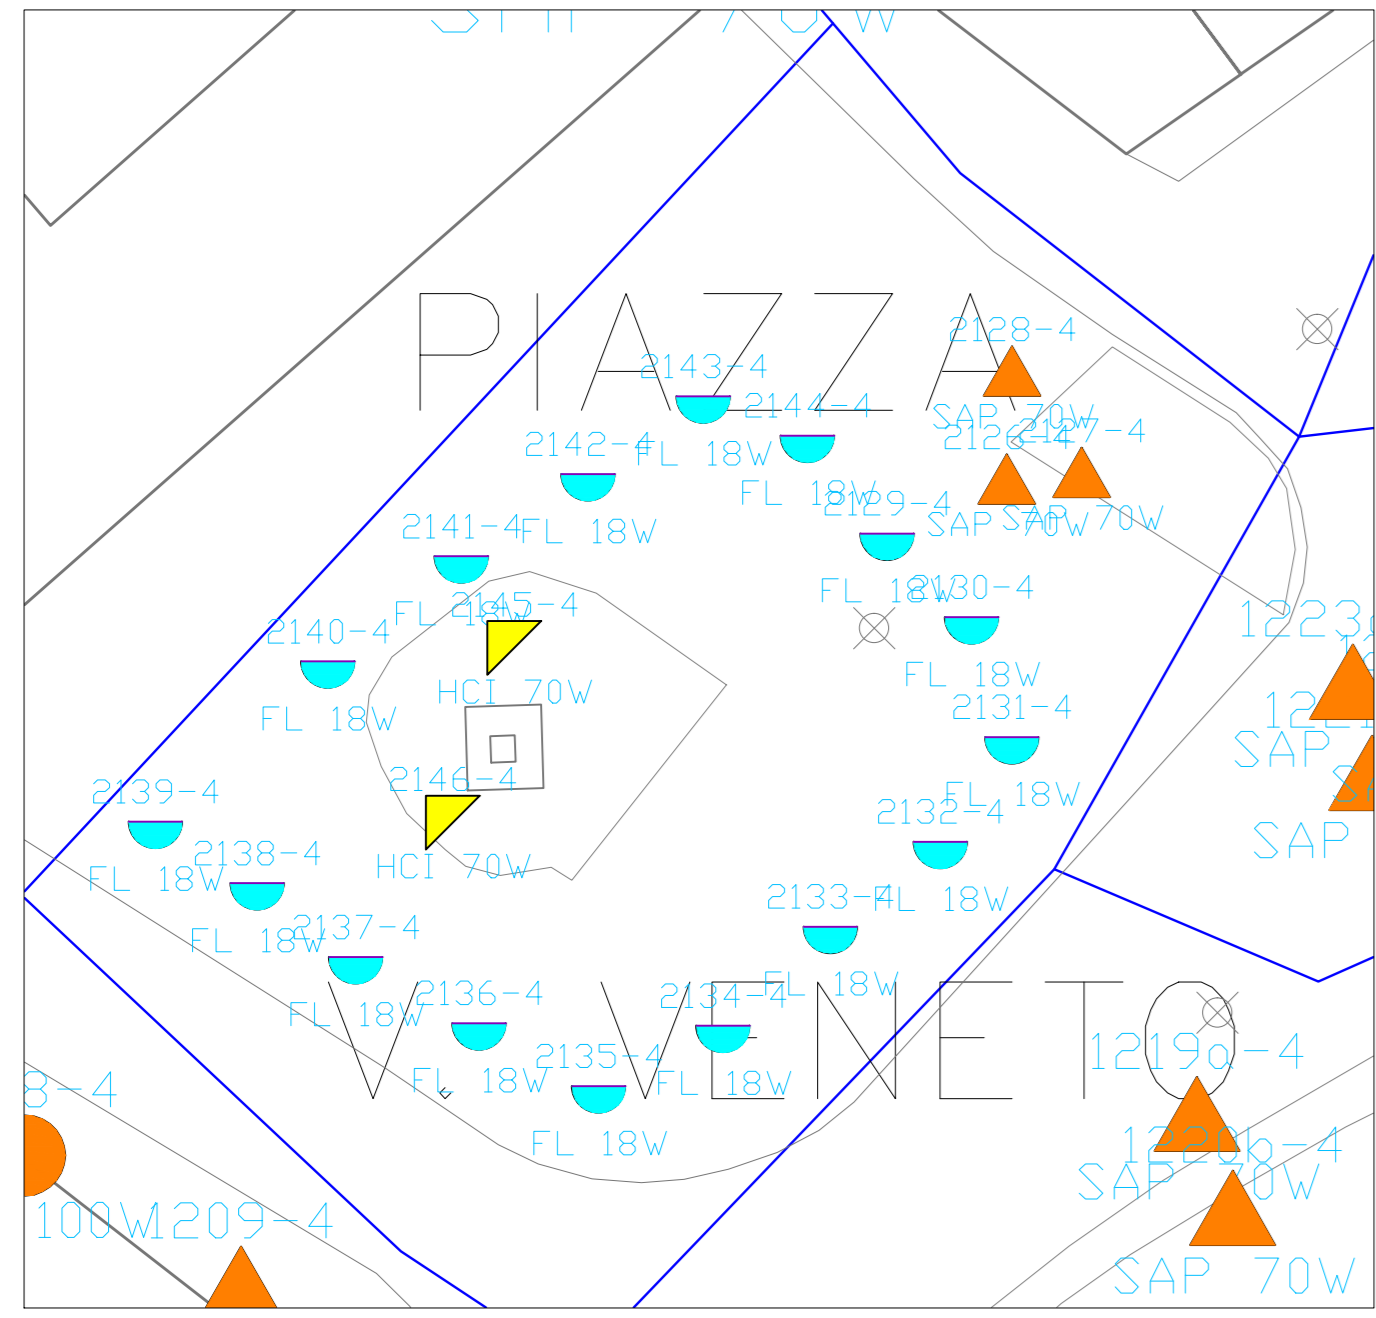 PIAZZA
2128-4
2143-4
SAP 70W
2144-4
2126-4
2127-4
2142-4
FL 18W
FL 18W
2129-4
SAP 70W
SAP 70W
2141-4
FL 18W
FL 18W
2130-4
FL 18W
2145-4
2140-4
FL 18W
HCI 70W
2131-4
FL 18W
SAP
2146-4
2139-4
FL 18W
2132-4
SAP
2138-4
HCI 70W
FL 18W
2133-4
FL 18W
2137-4
FL 18W
V. VENETO
2136-4
2134-4
FL 18W
FL 18W
1219a-4
2135-4
FL 18W
FL 18W
8-4
FL 18W
1220b-4
SAP 70W
100W
1209-4
SAP 70W